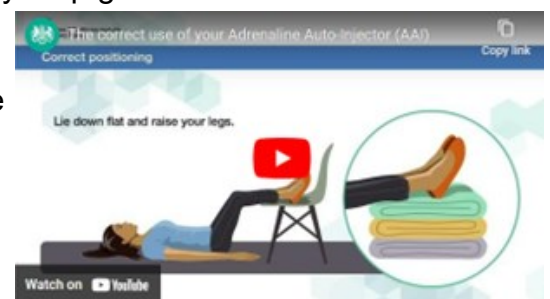 The correct use of your Adrenaline Auto-Injector (AAI)
Copy link
Correct positioning
Lie down flat and raise your legs.
Watch on YouTube